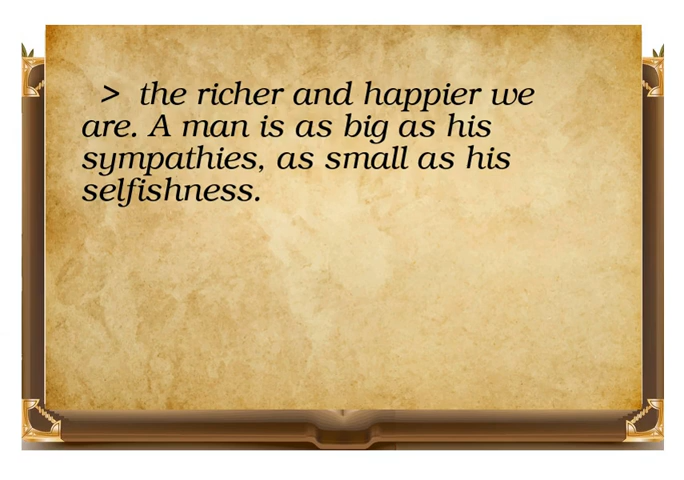 > the richer and happier we
are. A man is as big as his
sympathies, as small as his
selfishness.